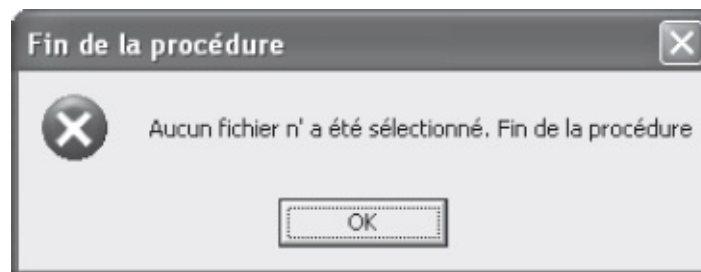 Fin de la procédure
Aucun fichier n' a été sélectionné. Fin de la procédure
OK